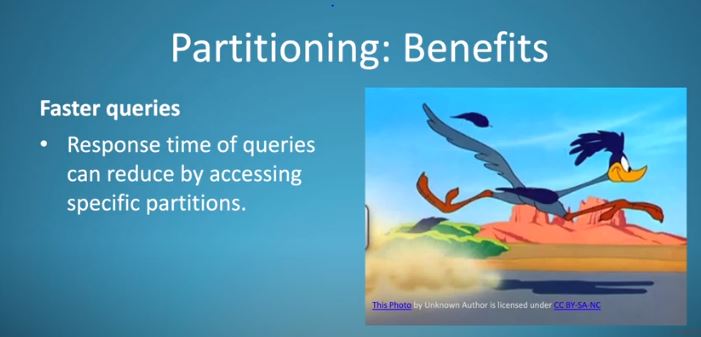 Partitioning: Benefits
Faster queries
• Response time of queries
can reduce by accessing
specific partitions.
This Photo by Unknown Author is licensed under CC BY-SA-NC